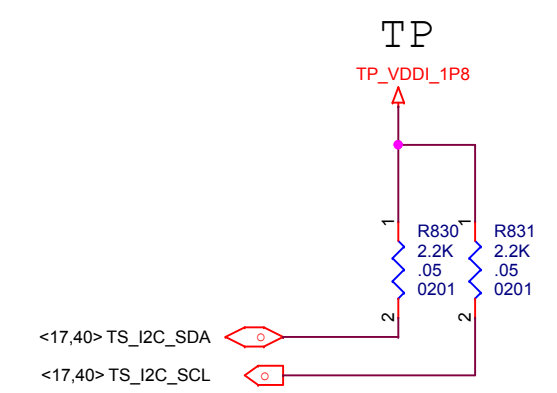 TP
TP_VDDI_1P8
1
1
R830
2.2K
.05
0201
R831
2.2K
.05
0201
2
2
<17,40> TS_I2C_SDA
<17,40> TS_I2C_SCL